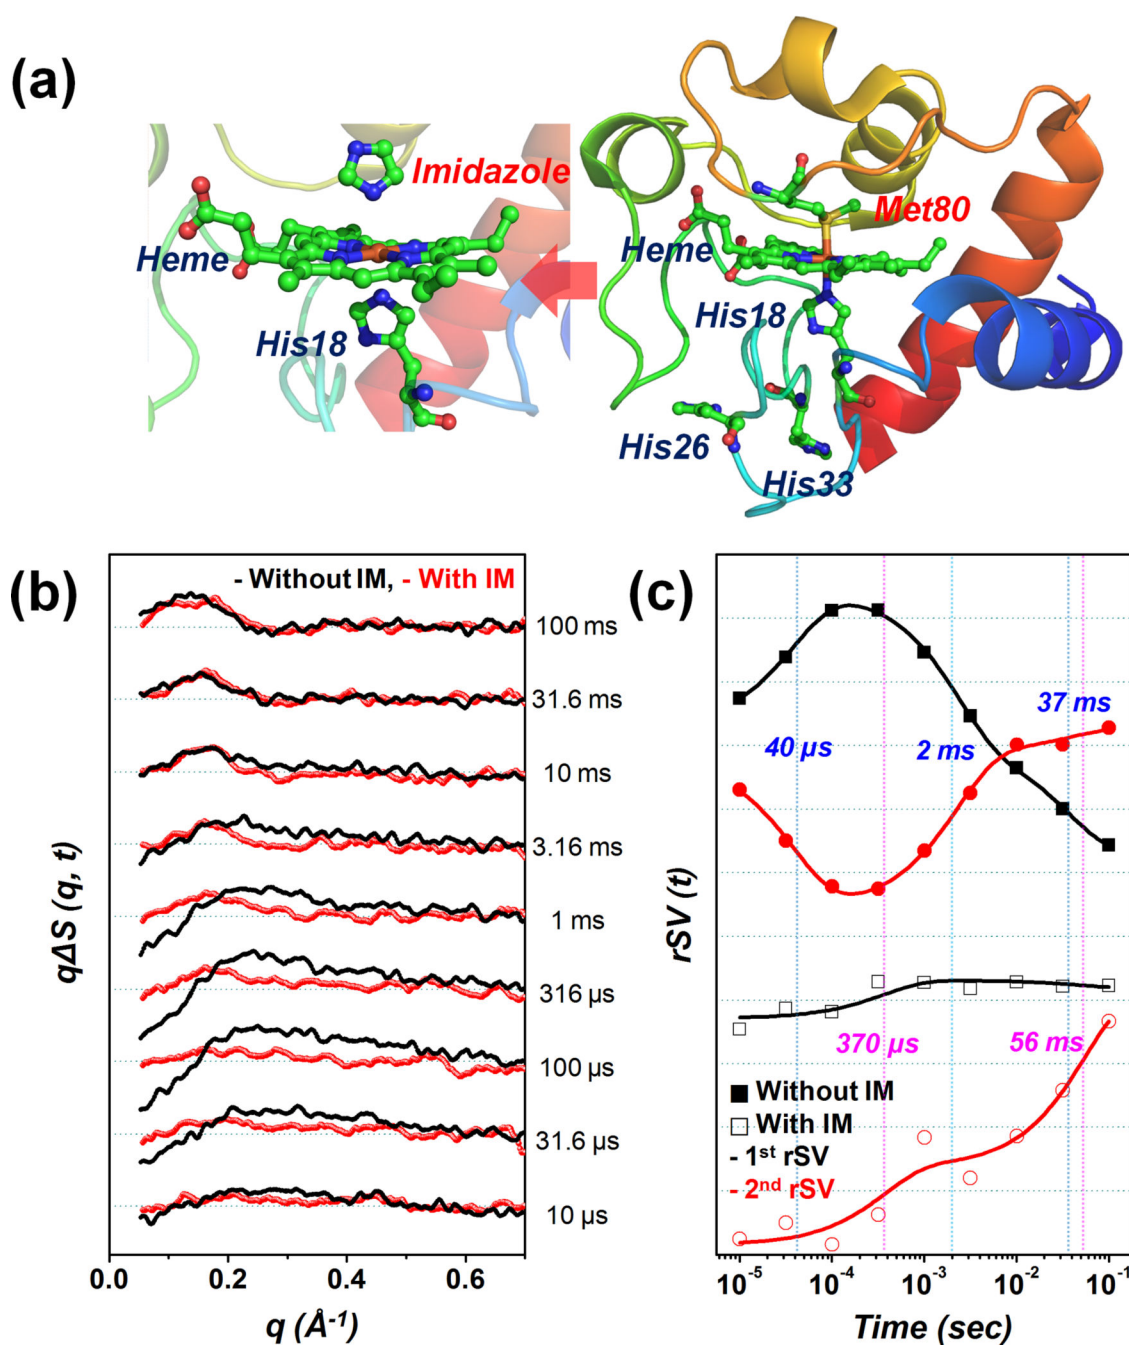 (a)
Imidazole
Heme
His18
Met80
Heme
His18
His26
His33
(b)
- Without IM, - With IM
100 ms
31.6 ms
10 ms
3.16 ms
1 ms
316 µs
100 µs
31.6 µs
10 µs
qΔS (q, t)
0.0 0.2 0.4 0.6
q (Å-1)
(c)
37 ms
40 µs 2 ms
370 µs 56 ms
■ Without IM
□ With IM
- 1st rSV
- 2nd rSV
rSV (t)
10-5 10-4 10-3 10-2 10-1
Time (sec)